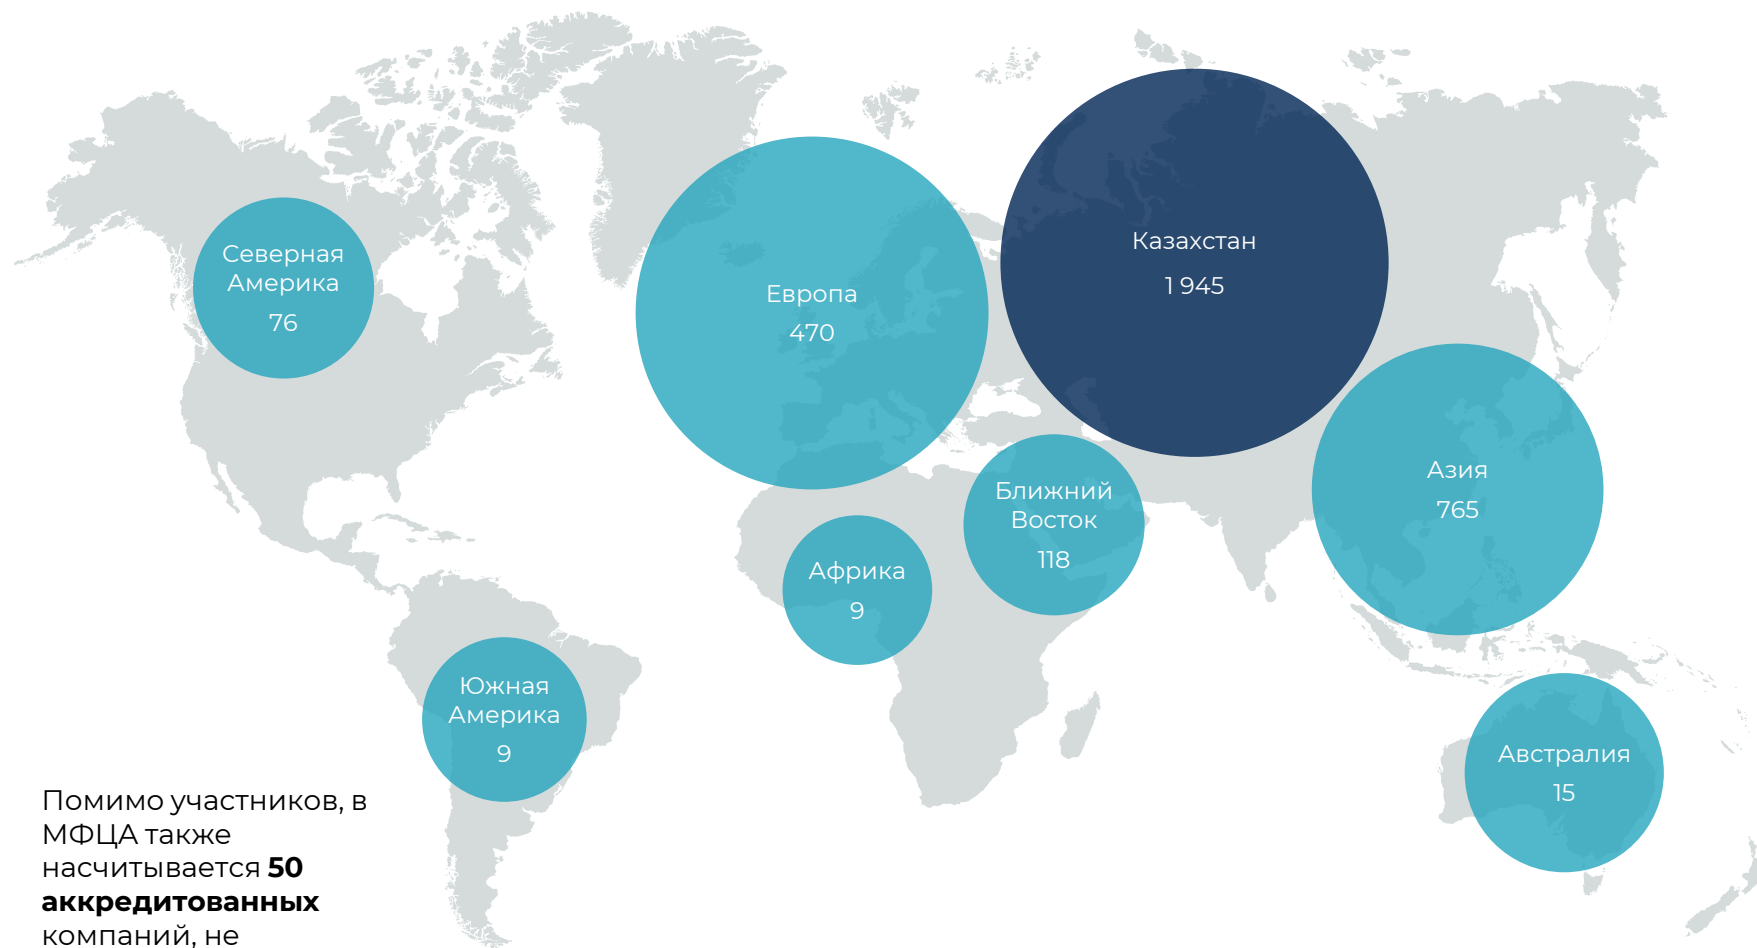 Северная
Америка
76
Европа
470
Казахстан
1 945
Азия
765
Ближний
Восток
118
Африка
9
Южная
Америка
9
Австралия
15
Помимо участников, в
МФЦА также
насчитывается 50
аккредитованных
компаний, не